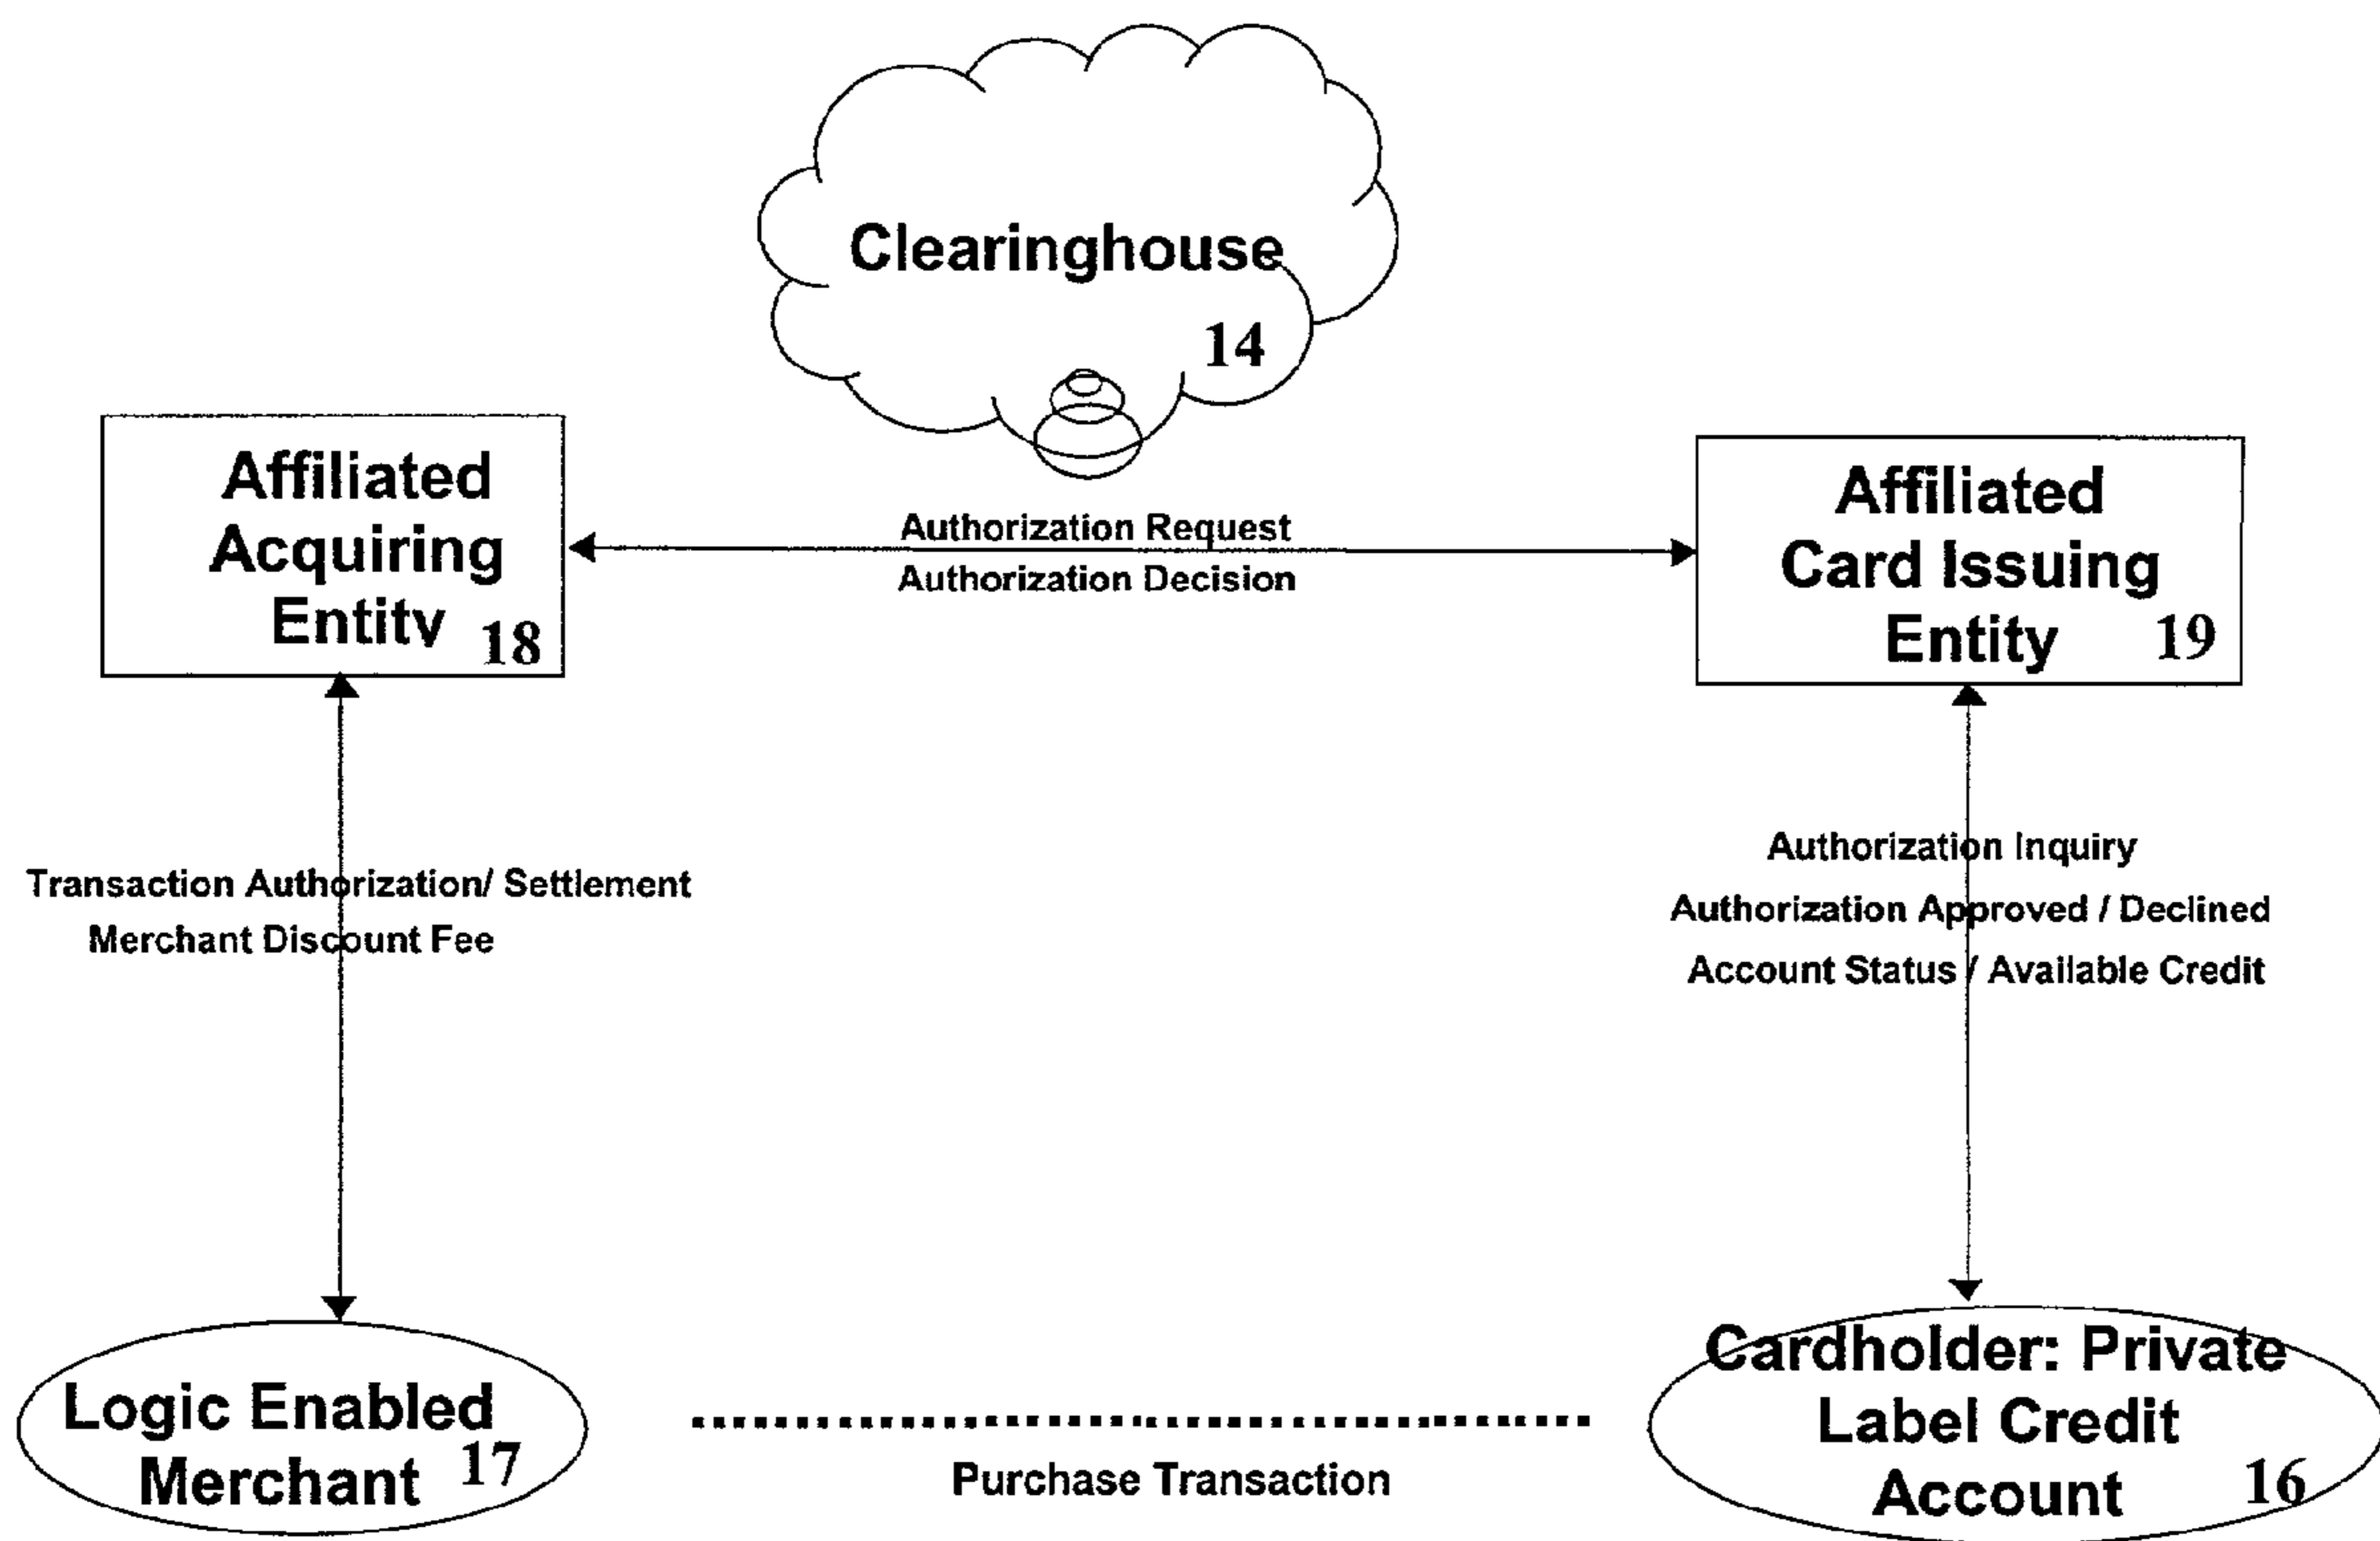 Clearinghouse
14
Affiliated
Acquiring
Entity 18
Authorization Request
Authorization Decision
Affiliated
Card Issuing
Entity 19
Transaction Authorization/ Settlement
Merchant Discount Fee
Authorization Inquiry
Authorization Approved / Declined
Account Status / Available Credit
Logic Enabled
Merchant 17
Purchase Transaction
Cardholder: Private
Label Credit
Account 16